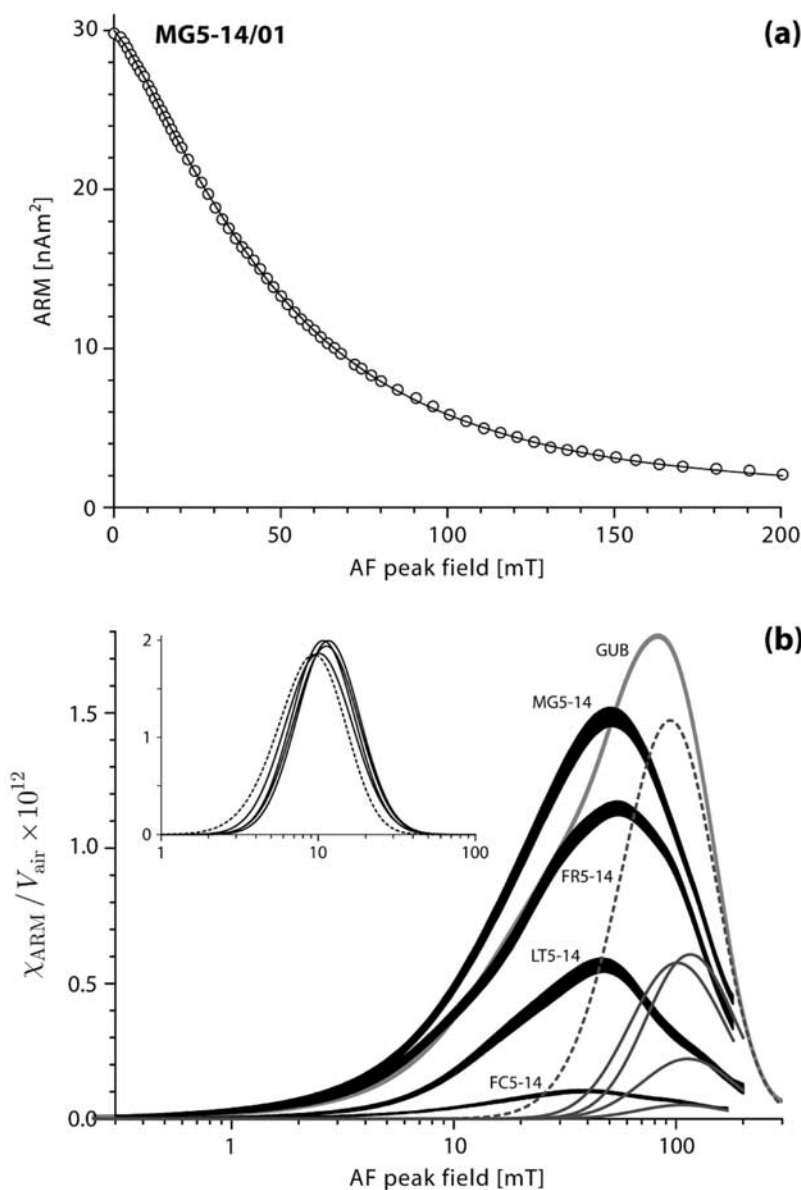 MG5-14/01
(a)
30
20
10
0
ARM [nAm²]
0 50 100 150 200
AF peak field [mT]
(b)
GUB
MG5-14
FR5-14
LT5-14
FC5-14
2
1
0
1 10 100
1.5
1.0
0.5
0.0
χARM / Vair × 10¹²
1 10 100
AF peak field [mT]